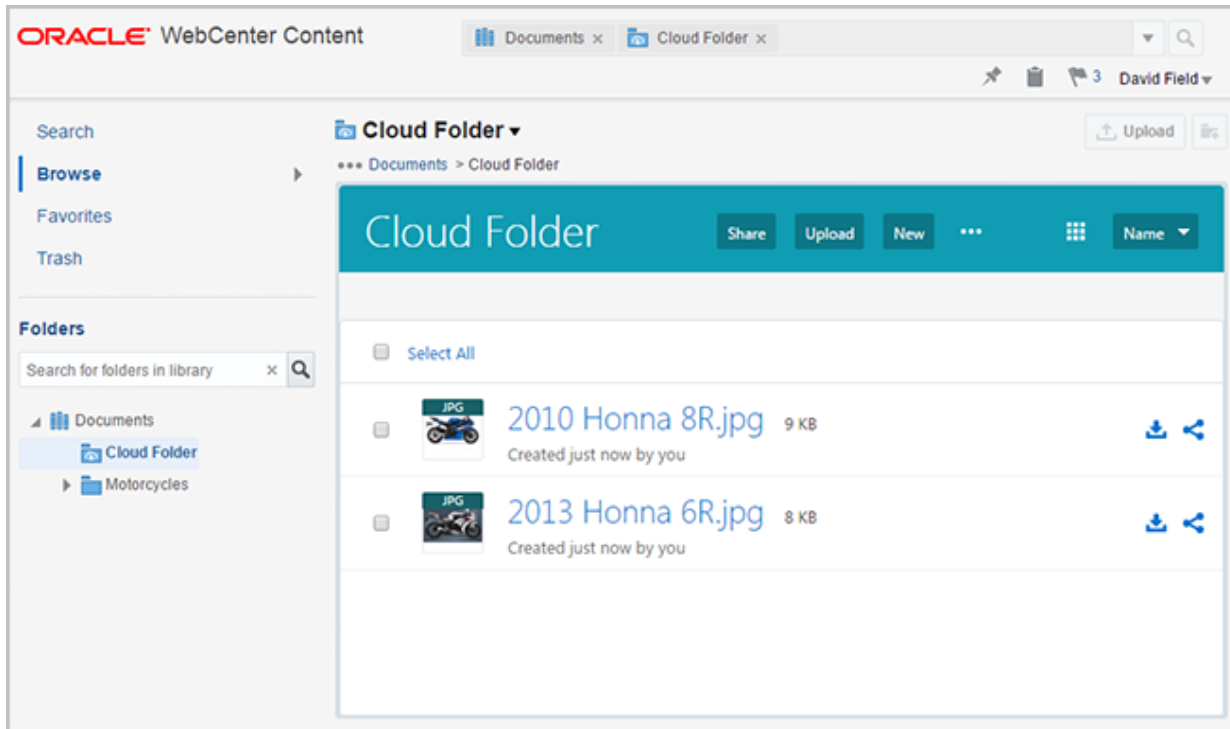 ORACLE® WebCenter Content
Documents × Cloud Folder ×
3 David Field
Search
Browse
Favorites
Trash
Folders
Search for folders in library ×
Documents
Cloud Folder
Motorcycles
Cloud Folder
Upload
••• Documents > Cloud Folder
Cloud Folder
Share
Upload
New
•••
Name
Select All
JPG
2010 Honna 8R.jpg 9 KB
Created just now by you
JPG
2013 Honna 6R.jpg 8 KB
Created just now by you